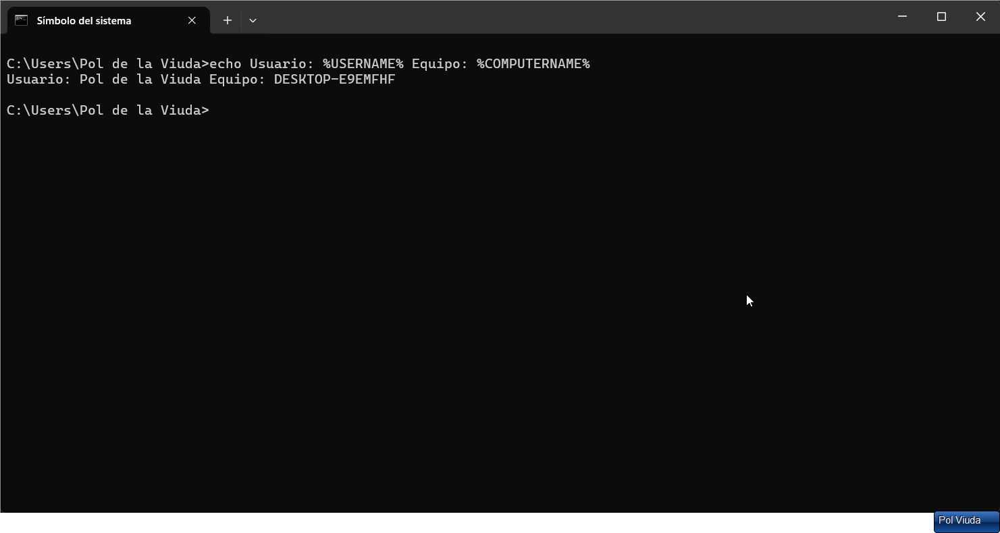 Símbolo del sistema
C:\Users\Pol de la Viuda>echo Usuario: %USERNAME% Equipo: %COMPUTERNAME%
Usuario: Pol de la Viuda Equipo: DESKTOP-E9EMFHF
C:\Users\Pol de la Viuda>
Pol Viuda